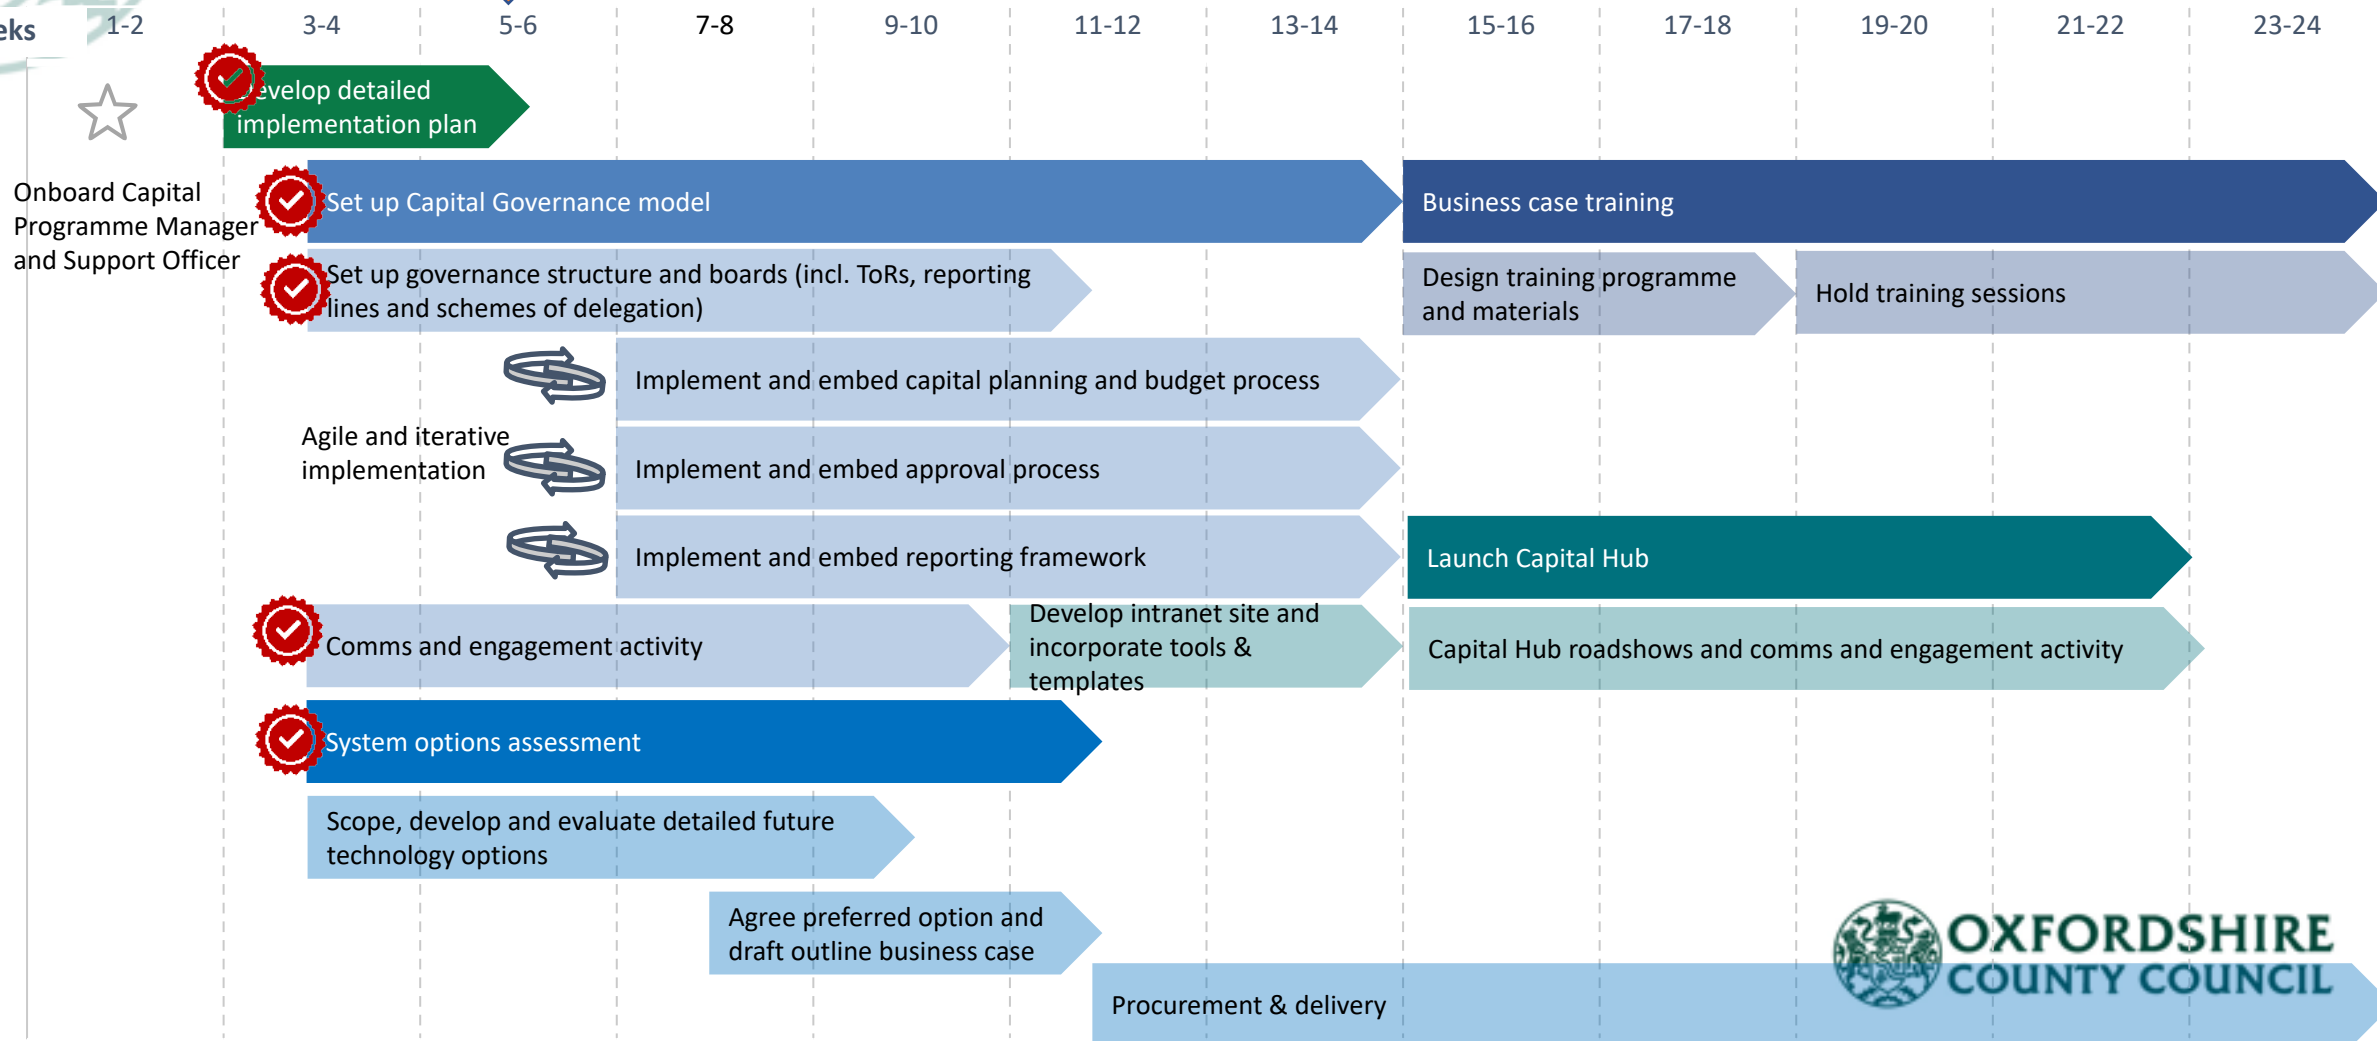 1-2 3-4 5-6 7-8 9-10 11-12 13-14 15-16 17-18 19-20 21-22 23-24
evelop detailed
implementation plan
Onboard Capital
Programme Manager
and Support Officer
Set up Capital Governance model
Business case training
Set up governance structure and boards (incl. ToRs, reporting
lines and schemes of delegation)
Design training programme
and materials
Hold training sessions
Implement and embed capital planning and budget process
Agile and iterative
implementation
Implement and embed approval process
Implement and embed reporting framework
Launch Capital Hub
Comms and engagement activity
Develop intranet site and
incorporate tools &
templates
Capital Hub roadshows and comms and engagement activity
System options assessment
Scope, develop and evaluate detailed future
technology options
Agree preferred option and
draft outline business case
OXFORDSHIRE
COUNTY COUNCIL
Procurement & delivery